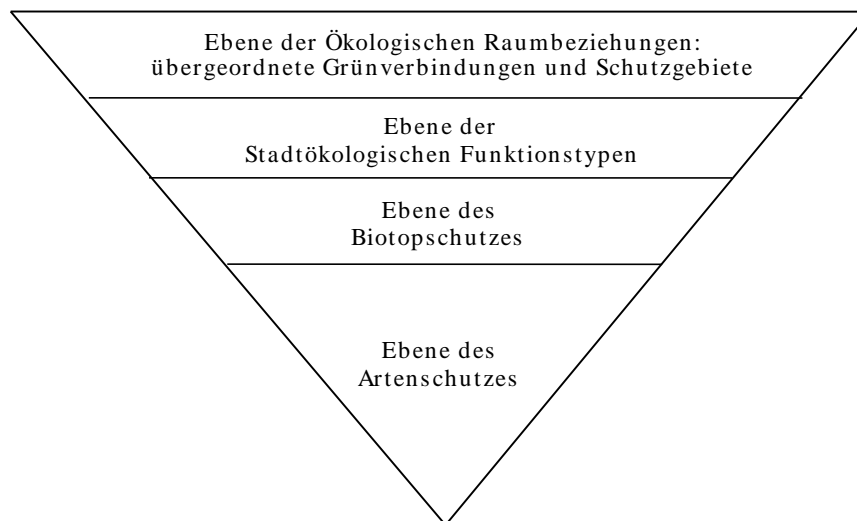 Ebene der Ökologischen Raumbeziehungen:
übergeordnete Grünverbindungen und Schutzgebiete
Ebene der
Stadtökologischen Funktionstypen
Ebene des
Biotopschutzes
Ebene des
Artenschutzes